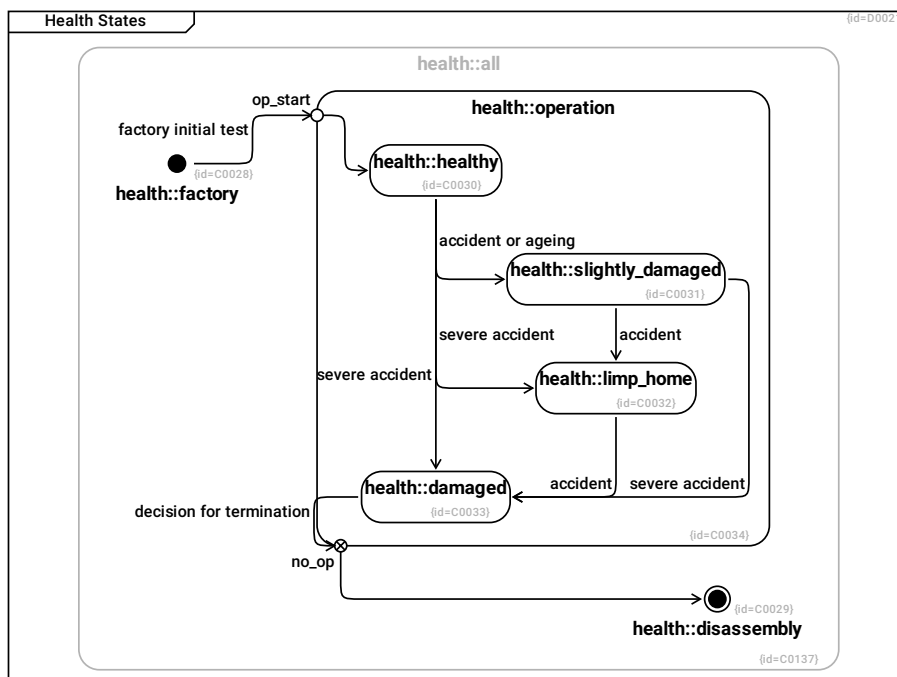 Health States
{id=D002
health::all
op_start
health::operation
factory initial test
health::healthy
{id=C0028}
{id=C0030}
health::factory
accident or ageing
health::slightly_damaged
{id=C0031}
severe accident
accident
severe accident
health::limp_home
{id=C0032}
accident
severe accident
health::damaged
{id=C0033}
decision for termination
{id=C0034}
no_op
{id=C0029}
health::disassembly
{id=C0137}